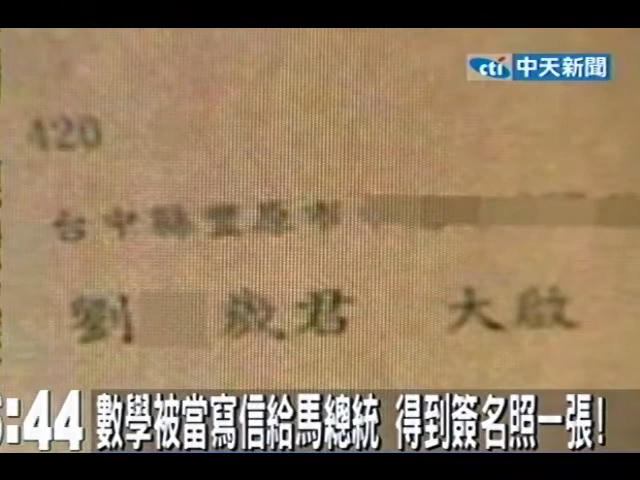 cti 中天新聞
420
台中縣豐原市
劉 君 大啟
:44 數學被當寫信給馬總統 得到簽名照一張!